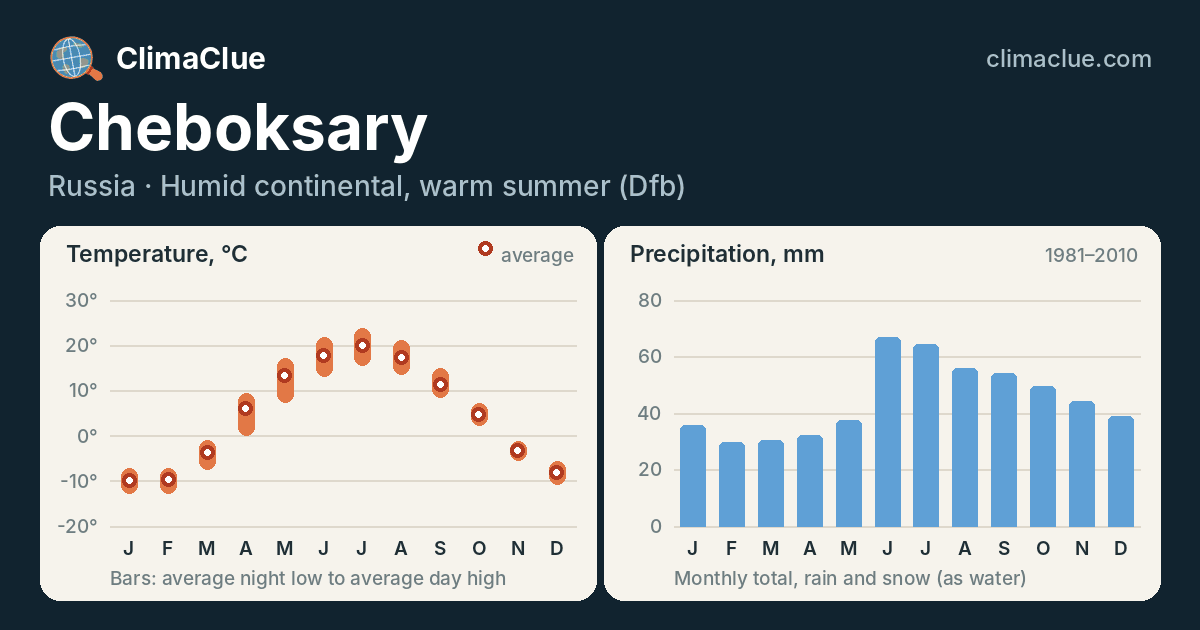 ClimaClue
climaclue.com
Cheboksary
Russia · Humid continental, warm summer (Dfb)
Temperature, °C
average
30°
20°
10°
0°
-10°
-20°
J F M A M J J A S O N D
Bars: average night low to average day high
Precipitation, mm
1981–2010
80
60
40
20
0
J F M A M J J A S O N D
Monthly total, rain and snow (as water)